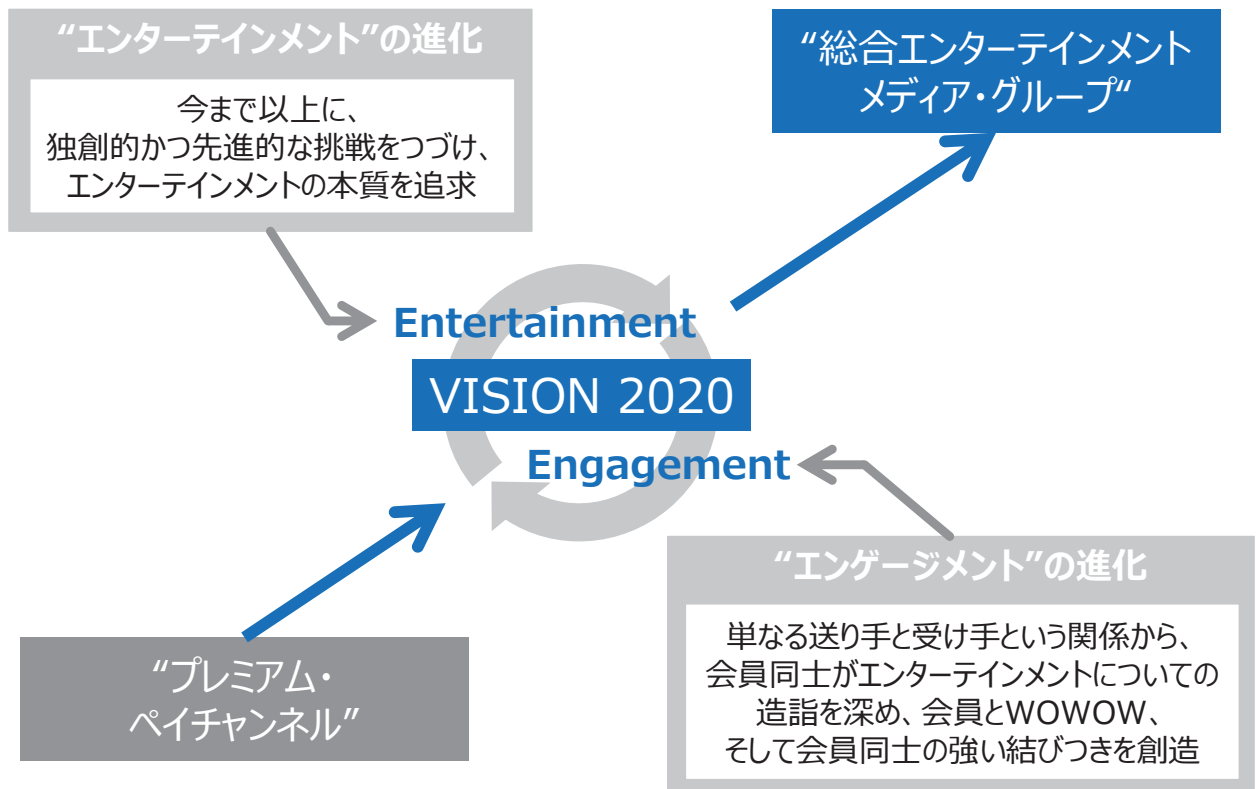 “エンターテインメント”の進化
今まで以上に、
独創的かつ先進的な挑戦をつづけ、
エンターテインメントの本質を追求
“総合エンターテインメント
メディア・グループ“
Entertainment
VISION 2020
Engagement
“プレミアム・
ペイチャンネル”
“エンゲージメント”の進化
単なる送り手と受け手という関係から、
会員同士がエンターテインメントについての
造詣を深め、会員とWOWOW、
そして会員同士の強い結びつきを創造